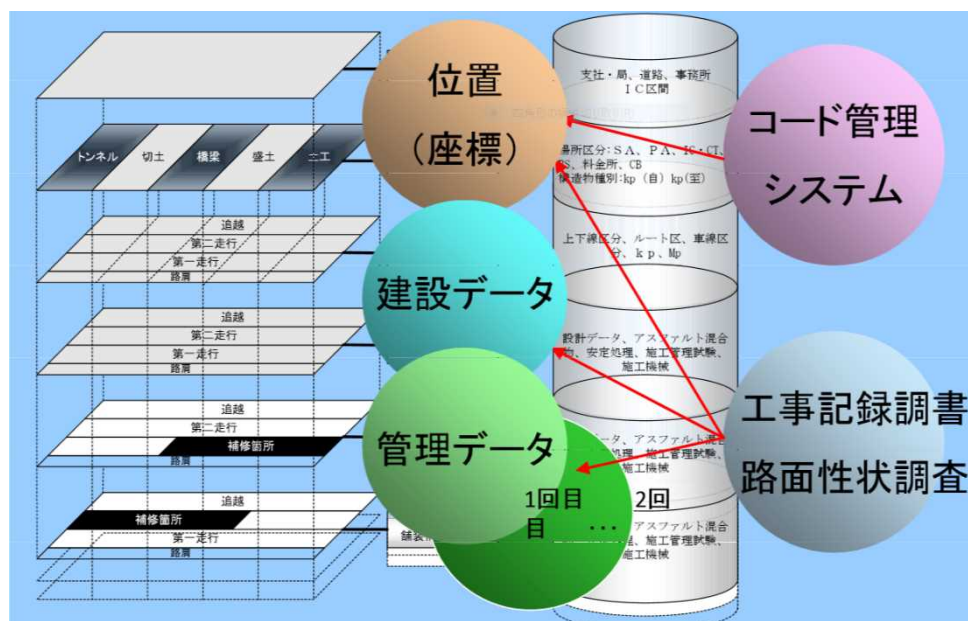 トンネル
切土
橋梁
盛土
土工
追越
第二走行
第一走行
路肩
追越
第二走行
第一走行
路肩
追越
第二走行
補修箇所
路肩
追越
補修箇所
第一走行
路肩
位置
(座標)
建設データ
管理データ
1回目 2回
目 …
舗装
支社・局、道路、事務所
IC区間
場所区分:SA、PA、IC・CT、
BS、料金所、CB
構造物種別:kp(自)kp(至)
上下線区分、ルート区、車線区
分、kp、Mp
設計データ、アスファルト混合
物、安定処理、施工管理試験、
施工機械
データ、アスファルト混合
処理、施工管理試験、
施工機械
アスファルト混合
処理、施工管理試験、
施工機械
コード管理
システム
工事記録調書
路面性状調査